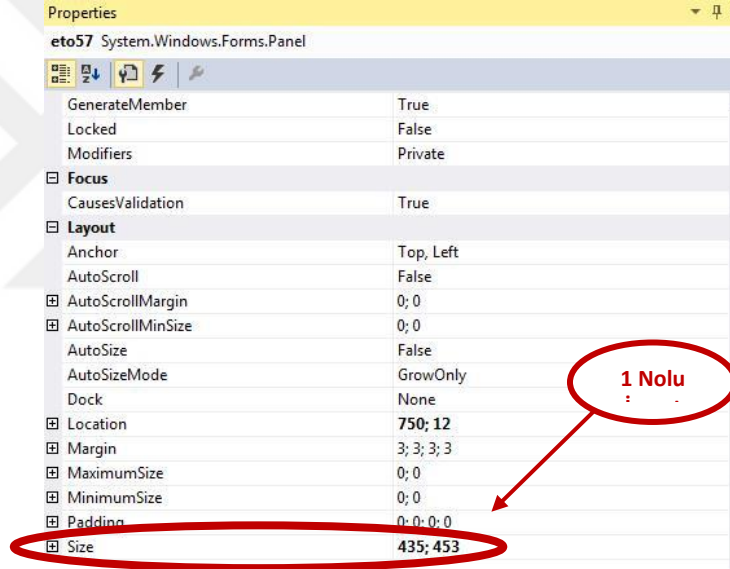 Properties
eto57 System.Windows.Forms.Panel
GenerateMember True
Locked False
Modifiers Private
Focus
CausesValidation True
Layout
Anchor Top, Left
AutoScroll False
AutoScrollMargin 0; 0
AutoScrollMinSize 0; 0
AutoSize False
AutoSizeMode GrowOnly
Dock None
Location 750; 12
Margin 3; 3; 3; 3
MaximumSize 0; 0
MinimumSize 0; 0
Padding 0; 0; 0; 0
Size 435; 453
1 Nolu